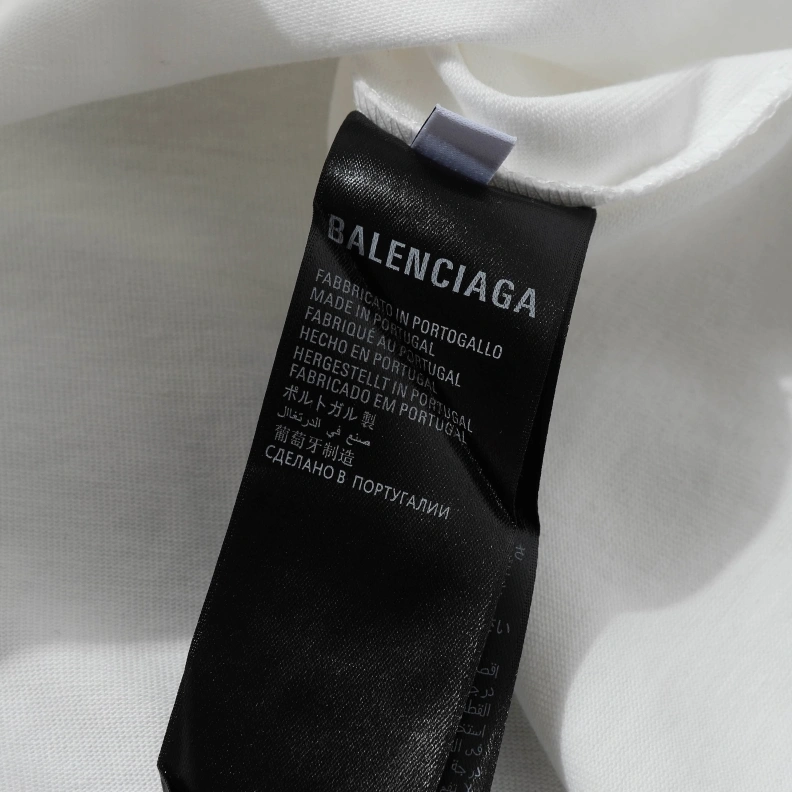 BALENCIAGA
FABBRICATO IN PORTOGALLO
MADE IN PORTUGAL
FABRIQUÉ AU PORTUGAL
HECHO EN PORTUGAL
HERGESTELLT IN PORTUGAL
FABRICADO EM PORTUGAL
ポルトガル製
صنع في البرتغال
葡萄牙制造
СДЕЛАНО В ПОРТУГАЛИИ